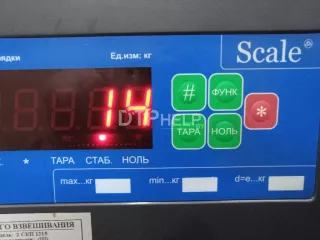 рядки
Ед.изм: кг
Scale
14
#
ФУНК
*
ТАРА
НОЛЬ
DTPHELP
* ТАРА СТАБ. НОЛЬ
max...кг
min...кг
d=e...кг
ГО ВЗВЕШИВАНИЯ